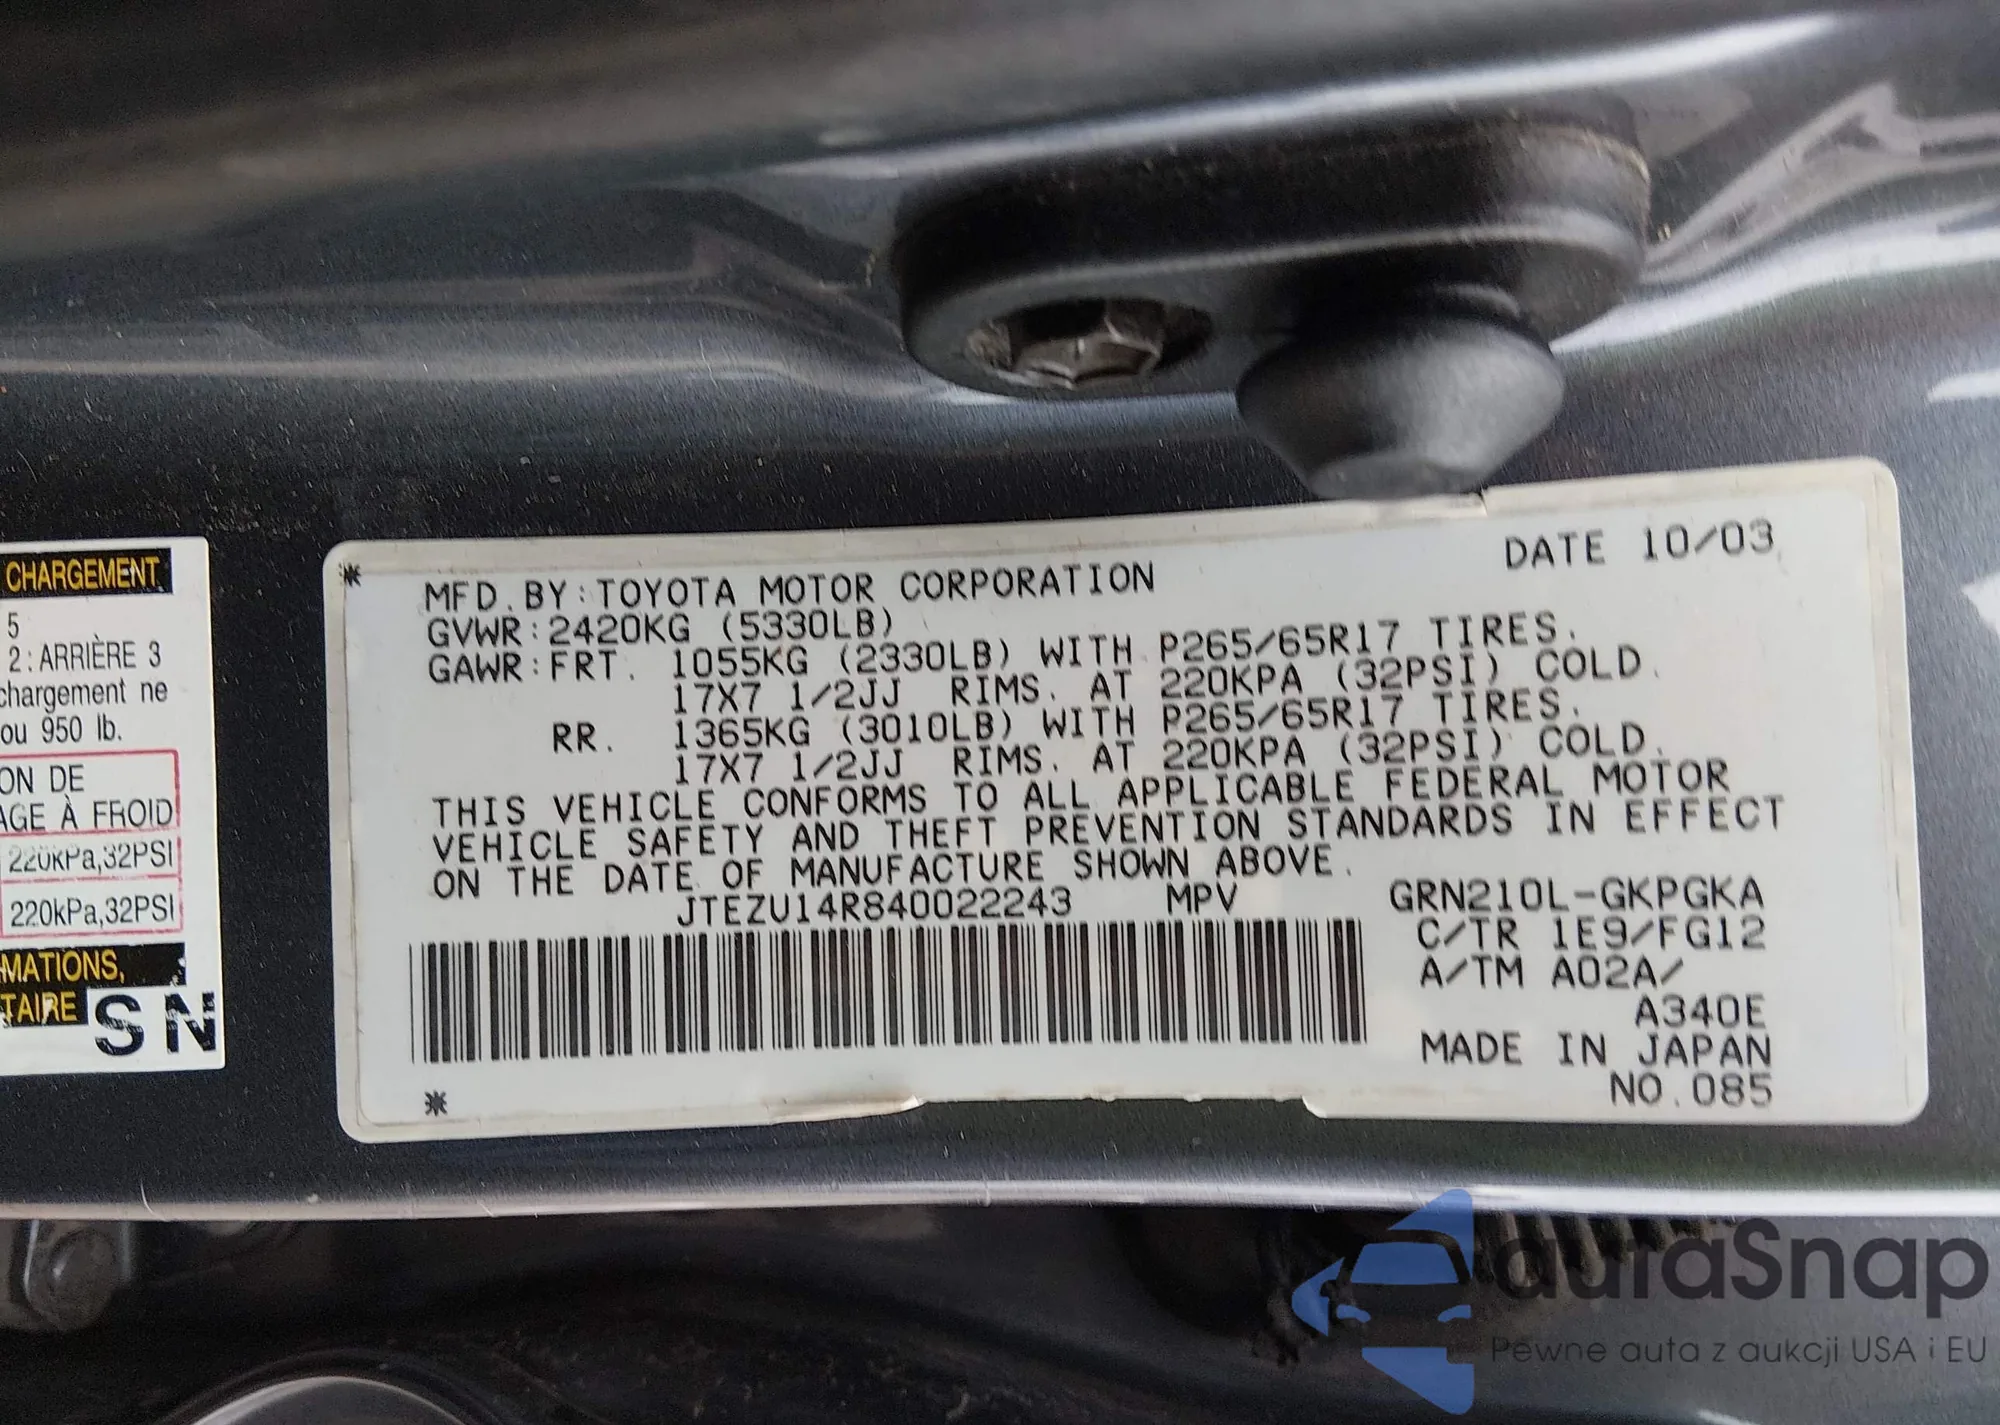 CHARGEMENT
5
2: ARRIÈRE 3
chargement ne
ou 950 lb.
ON DE
AGE À FROID
220kPa,32PSI
220kPa,32PSI
MATIONS,
TAIRE
SN
DATE 10/03
MFD. BY: TOYOTA MOTOR CORPORATION
GVWR: 2420KG (5330LB)
GAWR: FRT. 1055KG (2330LB) WITH P265/65R17 TIRES.
17X7 1/2JJ RIMS. AT 220KPA (32PSI) COLD.
RR. 1365KG (3010LB) WITH P265/65R17 TIRES.
17X7 1/2JJ RIMS. AT 220KPA (32PSI) COLD.
THIS VEHICLE CONFORMS TO ALL APPLICABLE FEDERAL MOTOR
VEHICLE SAFETY AND THEFT PREVENTION STANDARDS IN EFFECT
ON THE DATE OF MANUFACTURE SHOWN ABOVE.
JTEZU14R840022243 MPV GRN210L-GKPGKA
C/TR 1E9/FG12
A/TM A02A/
A340E
MADE IN JAPAN
NO.085
autaSnap
Pewne auta z aukcji USA i EU